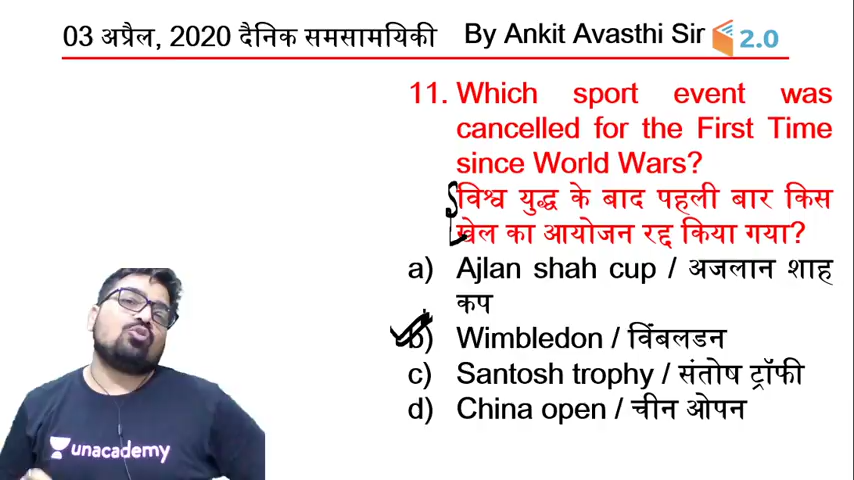 03 अप्रैल, 2020 दैनिक समसामयिकी By Ankit Avasthi Sir 2.0
11. Which sport event was
cancelled for the First Time
since World Wars?
विश्व युद्ध के बाद पहली बार किस
खेल का आयोजन रद्द किया गया?
a) Ajlan shah cup / अजलान शाह
कप
b) Wimbledon / विंबलडन
c) Santosh trophy / संतोष ट्रॉफी
d) China open / चीन ओपन
unacademy